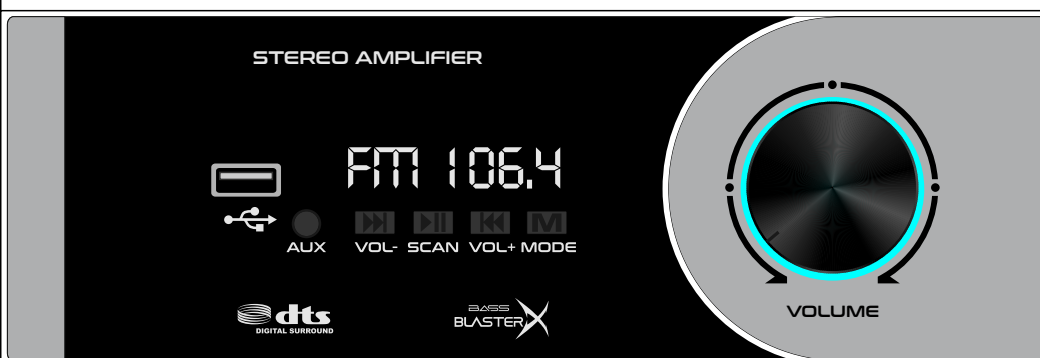 STEREO AMPLIFIER
FM 106.4
M
AUX VOL- SCAN VOL+ MODE
dts
DIGITAL SURROUND
BASS
BLASTER X
VOLUME